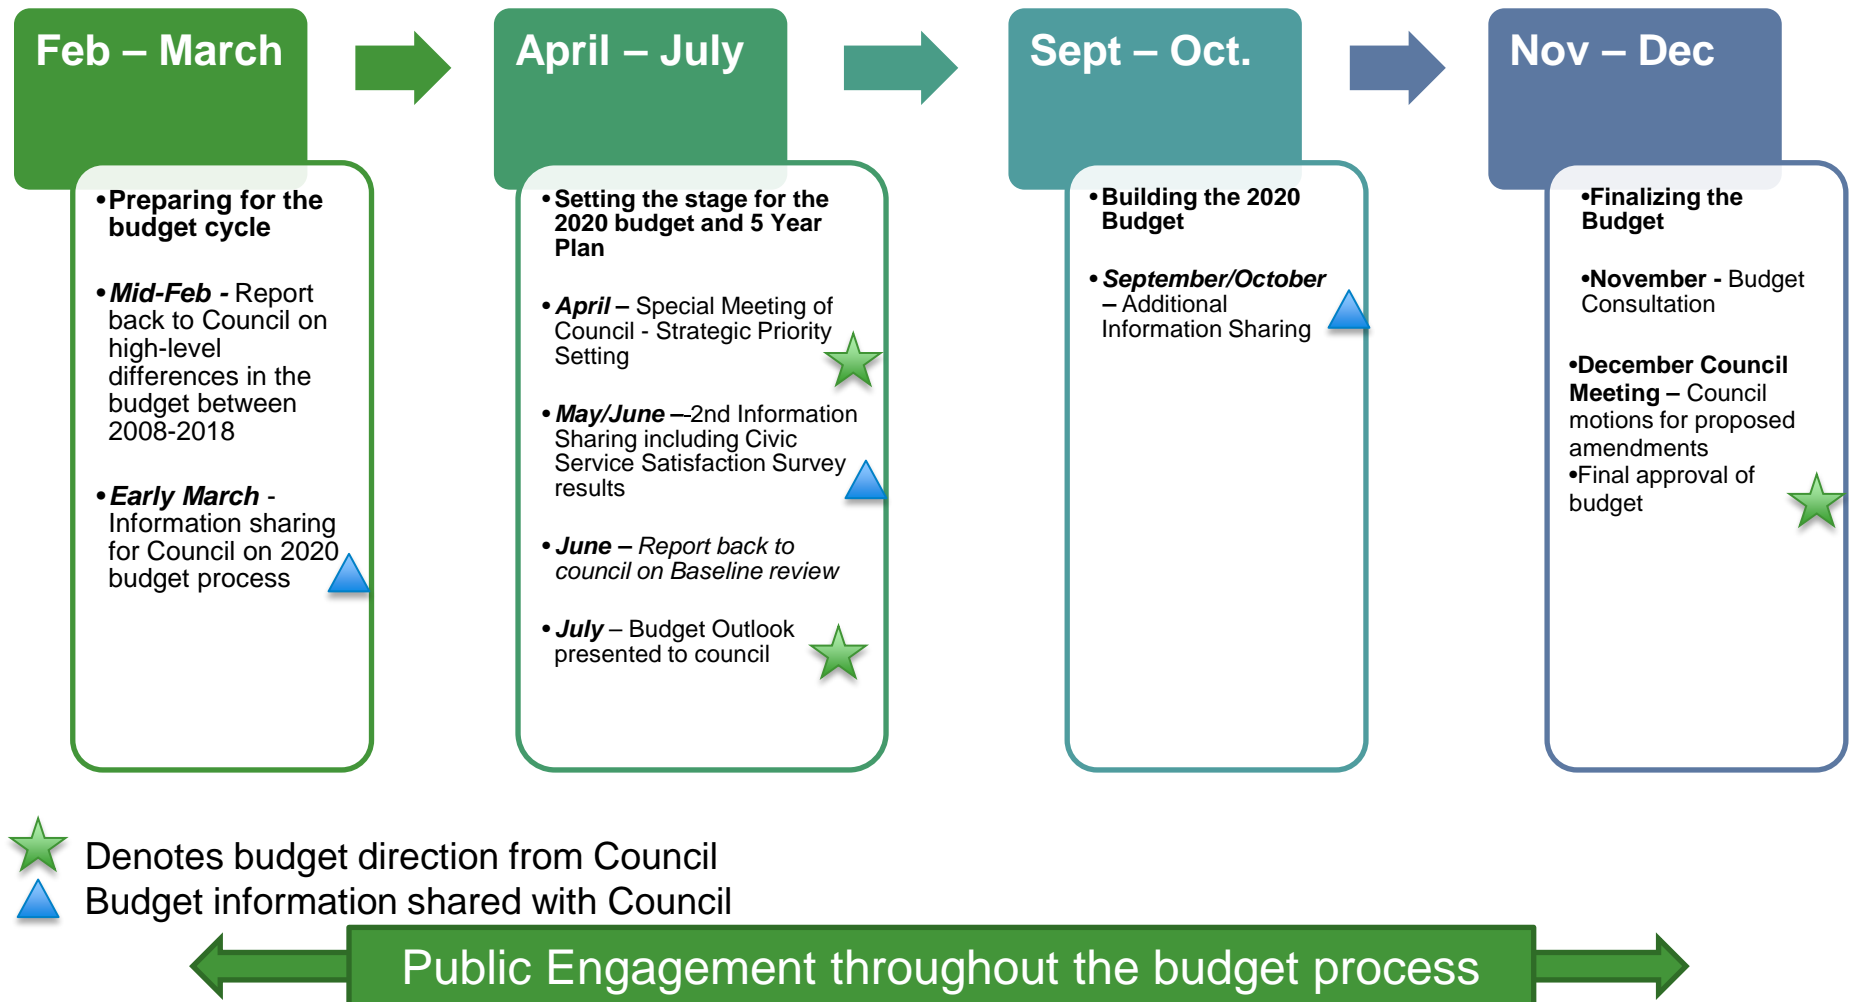 Feb – March
•Preparing for the
budget cycle
•Mid-Feb - Report
back to Council on
high-level
differences in the
budget between
2008-2018
•Early March -
Information sharing
for Council on 2020
budget process
April – July
•Setting the stage for the
2020 budget and 5 Year
Plan
•April – Special Meeting of
Council - Strategic Priority
Setting
•May/June – 2nd Information
Sharing including Civic
Service Satisfaction Survey
results
•June – Report back to
council on Baseline review
•July – Budget Outlook
presented to council
Sept – Oct.
•Building the 2020
Budget
•September/October
– Additional
Information Sharing
Nov – Dec
•Finalizing the
Budget
•November - Budget
Consultation
•December Council
Meeting – Council
motions for proposed
amendments
•Final approval of
budget
Denotes budget direction from Council
Budget information shared with Council
Public Engagement throughout the budget process